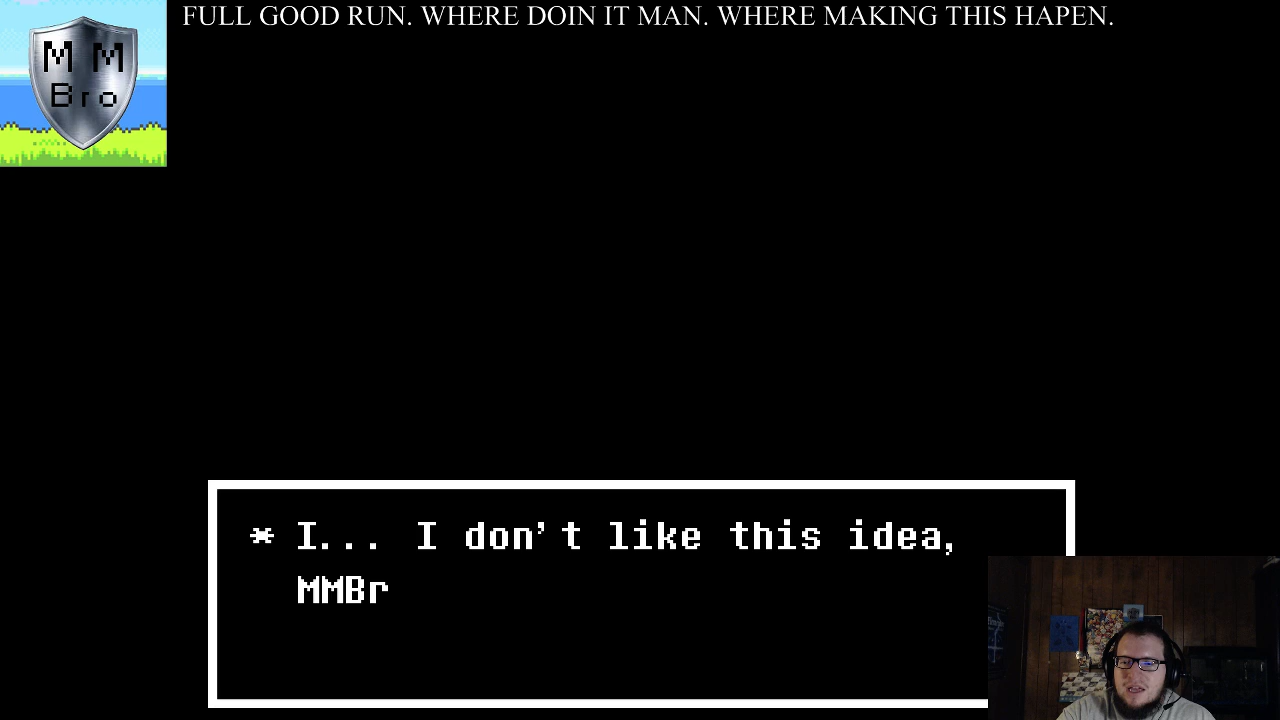 FULL GOOD RUN. WHERE DOIN IT MAN. WHERE MAKING THIS HAPEN.
M M
Bro
* I... I don't like this idea,
MMBr